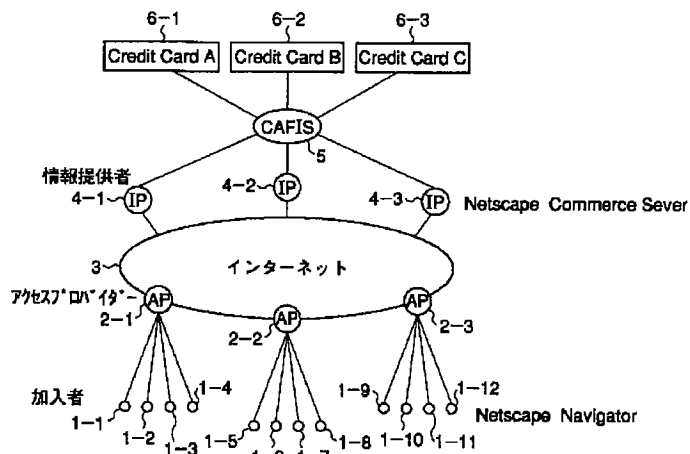 6-1 6-2 6-3
Credit Card A Credit Card B Credit Card C
CAFIS
5
情報提供者
4-1 IP 4-2 IP 4-3 IP Netscape Commerce Sever
3 インターネット
アクセスプロバイダー AP AP AP
2-1 2-2 2-3
加入者
1-1 1-2 1-3 1-4 1-5 1-8 1-9 1-10 1-11 1-12 Netscape Navigator